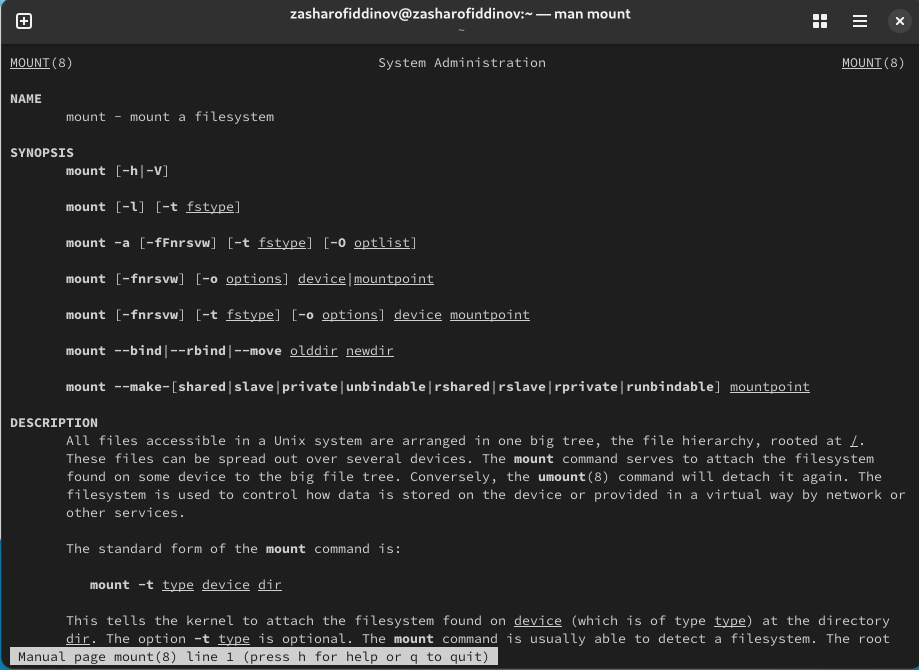 zasharofiddinov@zasharofiddinov:~ — man mount
~
MOUNT(8) System Administration MOUNT(8)
NAME
mount - mount a filesystem
SYNOPSIS
mount [-h|-V]
mount [-l] [-t fstype]
mount -a [-fFnrsvw] [-t fstype] [-O optlist]
mount [-fnrsvw] [-o options] device|mountpoint
mount [-fnrsvw] [-t fstype] [-o options] device mountpoint
mount --bind|--rbind|--move olddir newdir
mount --make-[shared|slave|private|unbindable|rshared|rslave|rprivate|runbindable] mountpoint
DESCRIPTION
All files accessible in a Unix system are arranged in one big tree, the file hierarchy, rooted at /.
These files can be spread out over several devices. The mount command serves to attach the filesystem
found on some device to the big file tree. Conversely, the umount(8) command will detach it again. The
filesystem is used to control how data is stored on the device or provided in a virtual way by network or
other services.
The standard form of the mount command is:
mount -t type device dir
This tells the kernel to attach the filesystem found on device (which is of type type) at the directory
dir. The option -t type is optional. The mount command is usually able to detect a filesystem. The root
Manual page mount(8) line 1 (press h for help or q to quit)